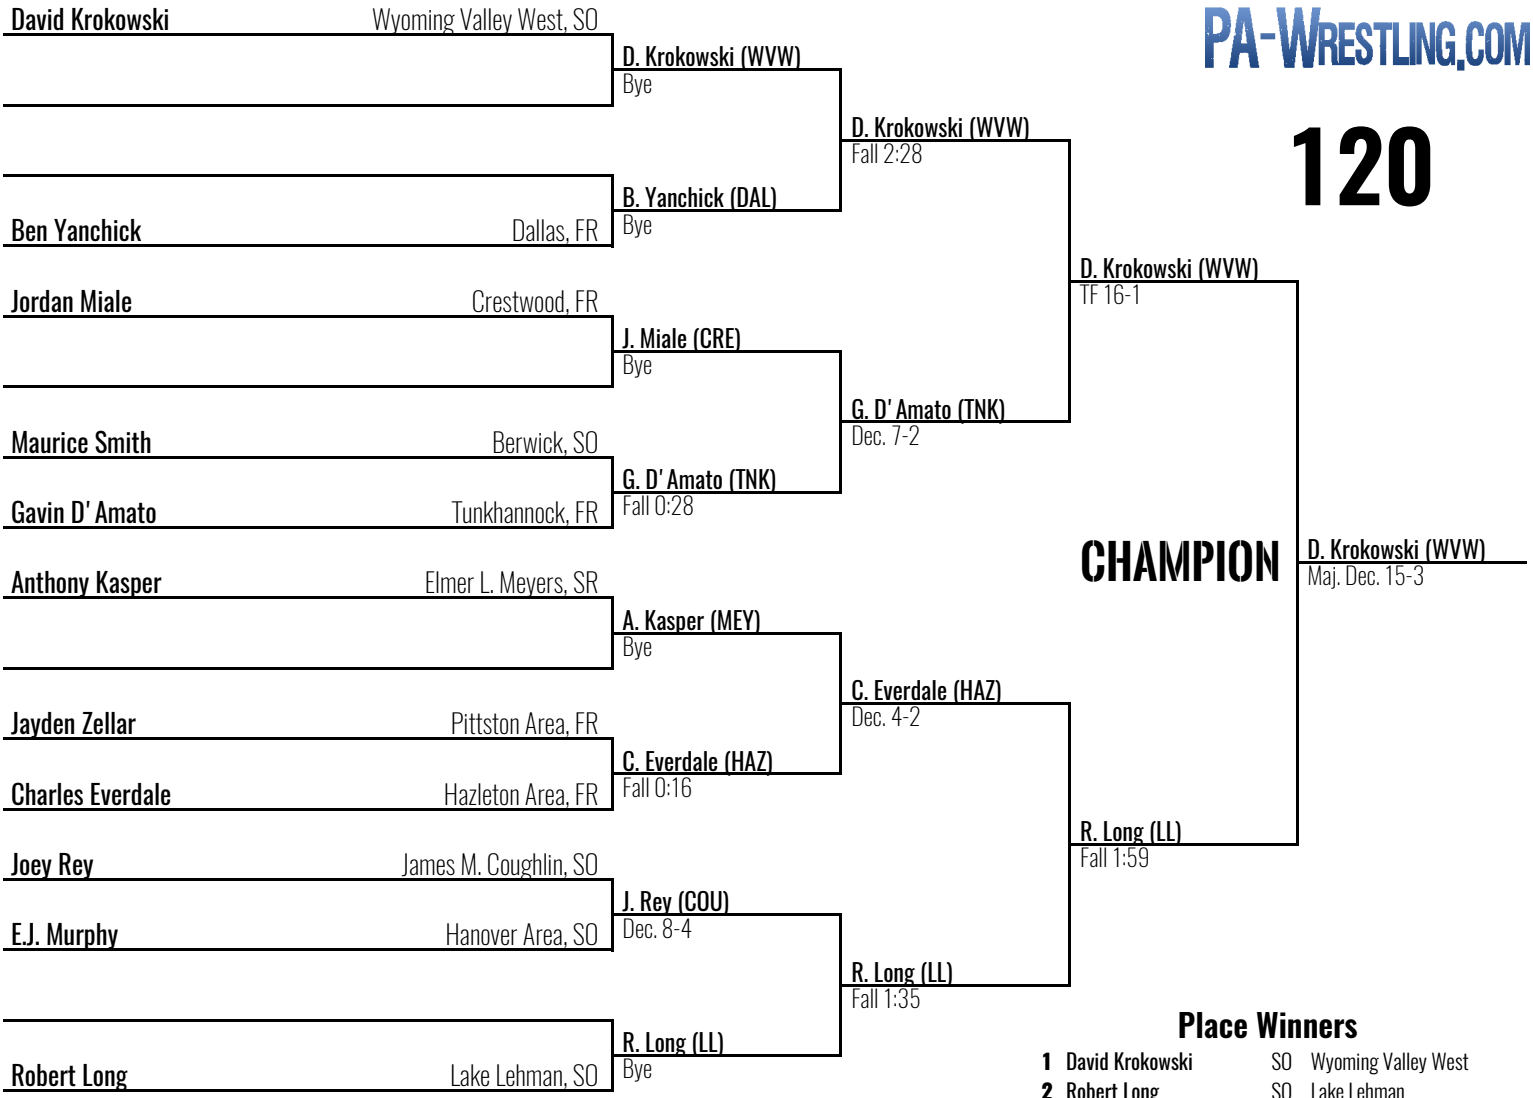 David Krokowski Wyoming Valley West, SO
PA-WRESTLING.COM
D. Krokowski (WVW)
Bye
D. Krokowski (WVW)
Fall 2:28
120
B. Yanchick (DAL)
Bye
Ben Yanchick Dallas, FR
D. Krokowski (WVW)
TF 16-1
Jordan Miale Crestwood, FR
J. Miale (CRE)
Bye
G. D'Amato (TNK)
Dec. 7-2
Maurice Smith Berwick, SO
G. D'Amato (TNK)
Fall 0:28
Gavin D'Amato Tunkhannock, FR
CHAMPION
D. Krokowski (WVW)
Maj. Dec. 15-3
Anthony Kasper Elmer L. Meyers, SR
A. Kasper (MEY)
Bye
C. Everdale (HAZ)
Dec. 4-2
Jayden Zellar Pittston Area, FR
C. Everdale (HAZ)
Fall 0:16
Charles Everdale Hazleton Area, FR
R. Long (LL)
Fall 1:59
Joey Rey James M. Coughlin, SO
J. Rey (COU)
Dec. 8-4
E.J. Murphy Hanover Area, SO
R. Long (LL)
Fall 1:35
Place Winners
R. Long (LL)
Bye
Robert Long Lake Lehman, SO
1 David Krokowski SO Wyoming Valley West
2 Robert Long SO Lake Lehman